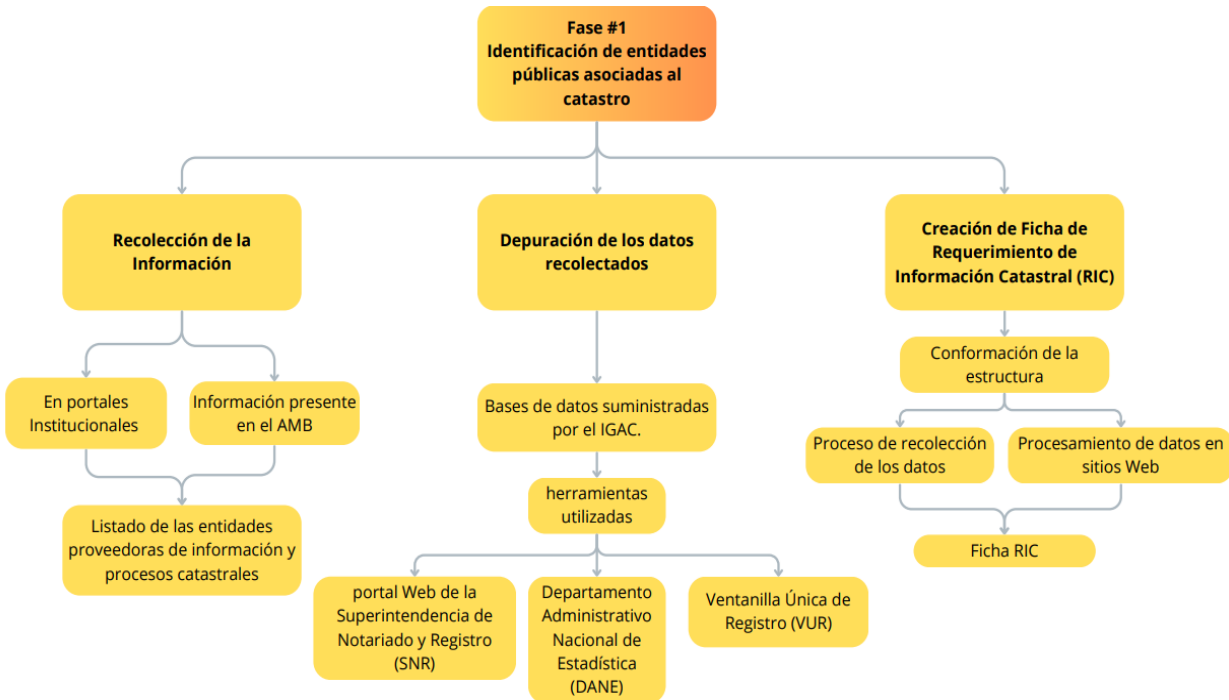 Fase #1
Identificación de entidades
públicas asociadas al
catastro
Recolección de la
Información
Depuración de los datos
recolectados
Creación de Ficha de
Requerimiento de
Información Catastral (RIC)
En portales
Institucionales
Información presente
en el AMB
Listado de las entidades
proveedoras de información y
procesos catastrales
Bases de datos suministradas
por el IGAC.
herramientas
utilizadas
portal Web de la
Superintendencia de
Notariado y Registro
(SNR)
Departamento
Administrativo
Nacional de
Estadística
(DANE)
Ventanilla Única de
Registro (VUR)
Conformación de la
estructura
Proceso de recolección
de los datos
Procesamiento de datos en
sitios Web
Ficha RIC